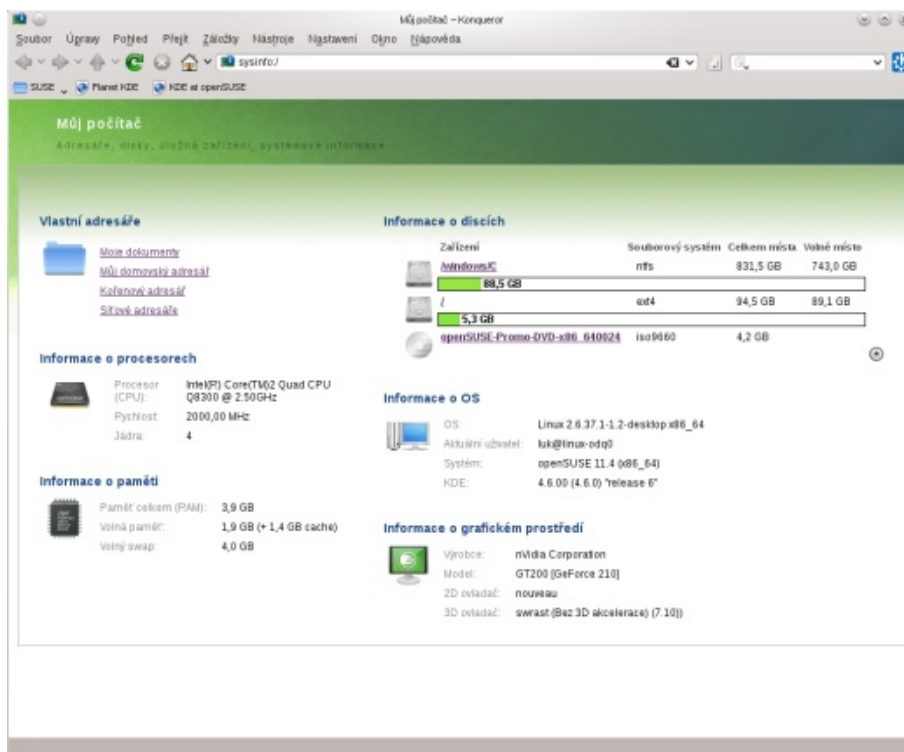 Můj počítač – Konqueror
Soubor Úpravy Pohled Přejít Záložky Nástroje Nastavení Okno Nápověda
sysinfo:/
SUSE Planet KDE KDE at openSUSE
Můj počítač
Adresáře, disky, úložná zařízení, systémové informace
Vlastní adresáře
Moje dokumenty
Můj domovský adresář
Kořenový adresář
Síťové adresáře
Informace o procesorech
Procesor (CPU): Intel(R) Core(TM)2 Quad CPU
Q8300 @ 2.50GHz
Rychlost: 2000,00 MHz
Jádra: 4
Informace o paměti
Paměť celkem (RAM): 3,9 GB
Volná paměť: 1,9 GB (+ 1,4 GB cache)
Volný swap: 4,0 GB
Informace o discích
Zařízení Souborový systém Celkem místa Volné místo
/windows/C ntfs 831,5 GB 743,0 GB
88,5 GB
/ ext4 94,5 GB 89,1 GB
5,3 GB
openSUSE-Promo-DVD-x86_640024 iso9660 4,2 GB
Informace o OS
OS: Linux 2.6.37.1-1.2-desktop x86_64
Aktuální uživatel: luk@linux-odq0
Systém: openSUSE 11.4 (x86_64)
KDE: 4.6.00 (4.6.0) "release 6"
Informace o grafickém prostředí
Výrobce: nVidia Corporation
Model: GT200 [GeForce 210]
2D ovladač: nouveau
3D ovladač: swrast (Bez 3D akcelerace) (7.10))